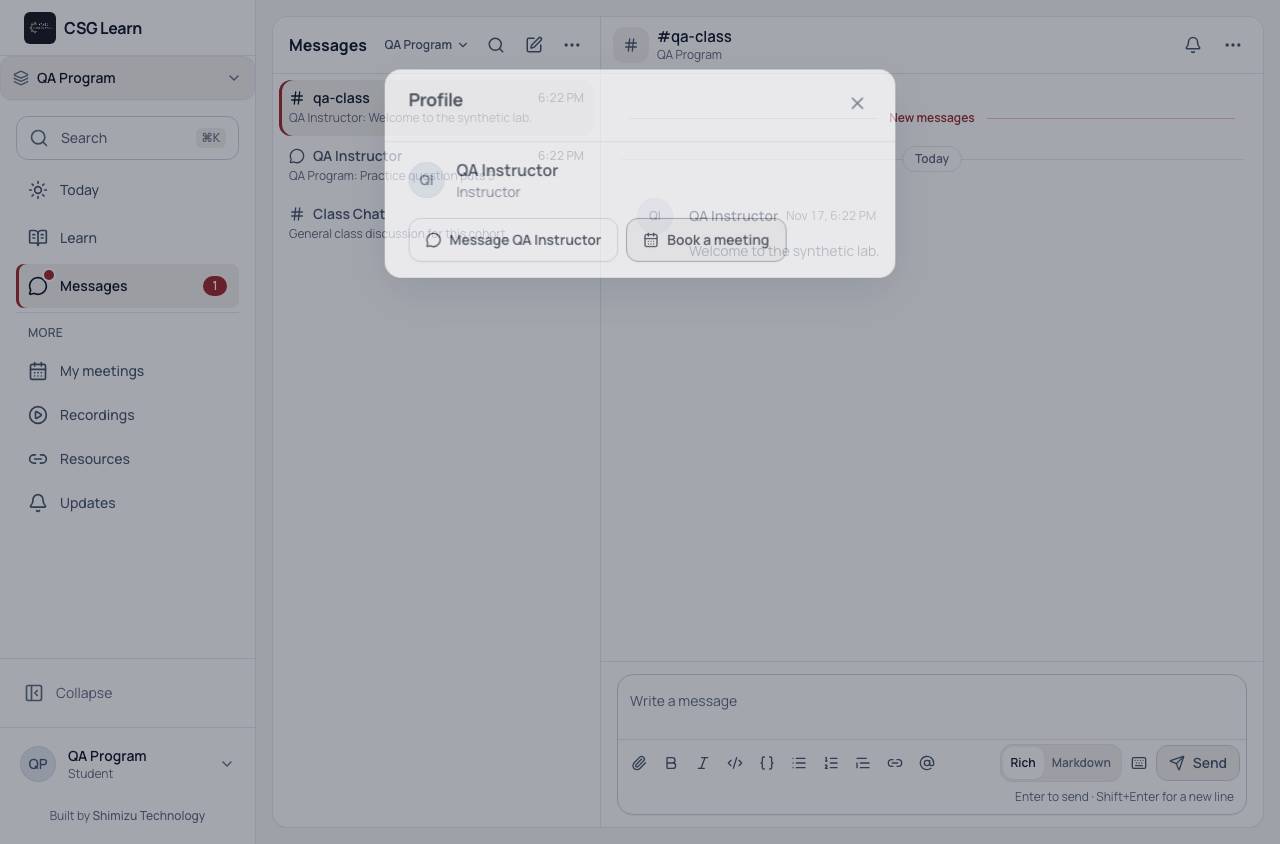 CSG Learn
QA Program
Search
⌘K
Today
Learn
Messages
1
MORE
My meetings
Recordings
Resources
Updates
Collapse
QP
QA Program
Student
Built by Shimizu Technology
Messages
QA Program
# qa-class
6:22 PM
QA Instructor: Welcome to the synthetic lab.
QA Instructor
6:22 PM
QA Program: Practice question
# Class Chat
General class discussion for this cohort
#
#qa-class
QA Program
New messages
Today
QI
QA Instructor
Nov 17, 6:22 PM
Welcome to the synthetic lab.
Profile
QI
QA Instructor
Instructor
Message QA Instructor
Book a meeting
Write a message
Rich
Markdown
Send
Enter to send · Shift+Enter for a new line